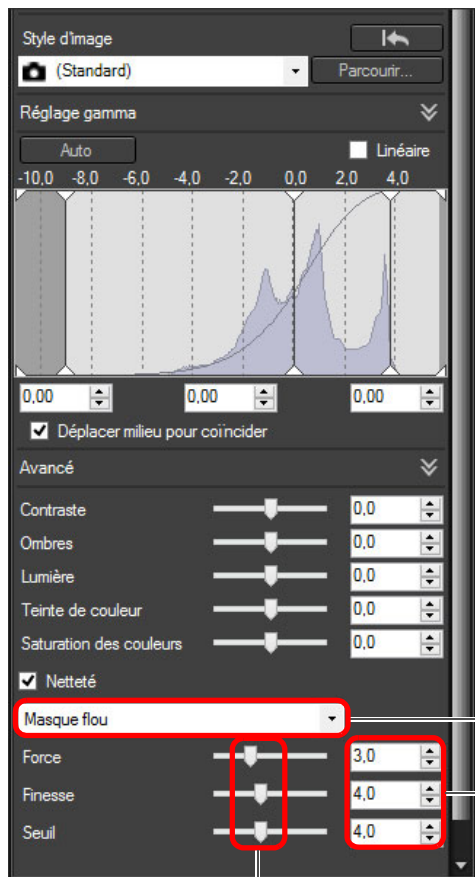 Style d'image
(Standard)
Parcourir...
Réglage gamma
Auto
Linéaire
-10,0 -8,0 -6,0 -4,0 -2,0 0,0 2,0 4,0
0,00 0,00 0,00
Déplacer milieu pour coïncider
Avancé
Contraste 0,0
Ombres 0,0
Lumière 0,0
Teinte de couleur 0,0
Saturation des couleurs 0,0
Netteté
Masque flou
Force 3,0
Finesse 4,0
Seuil 4,0